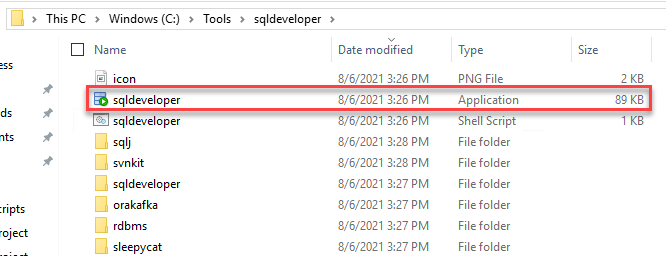 This PC > Windows (C:) > Tools > sqldeveloper
Name Date modified Type Size
ess
icon 8/6/2021 3:26 PM PNG File 2 KB
sqldeveloper 8/6/2021 3:26 PM Application 89 KB
ds
sqldeveloper 8/6/2021 3:26 PM Shell Script 1 KB
nts
sqlj 8/6/2021 3:28 PM File folder
svnkit 8/6/2021 3:28 PM File folder
sqldeveloper 8/6/2021 3:27 PM File folder
orakafka 8/6/2021 3:27 PM File folder
cripts
rdbms 8/6/2021 3:27 PM File folder
roject
sleepycat 8/6/2021 3:27 PM File folder
roject